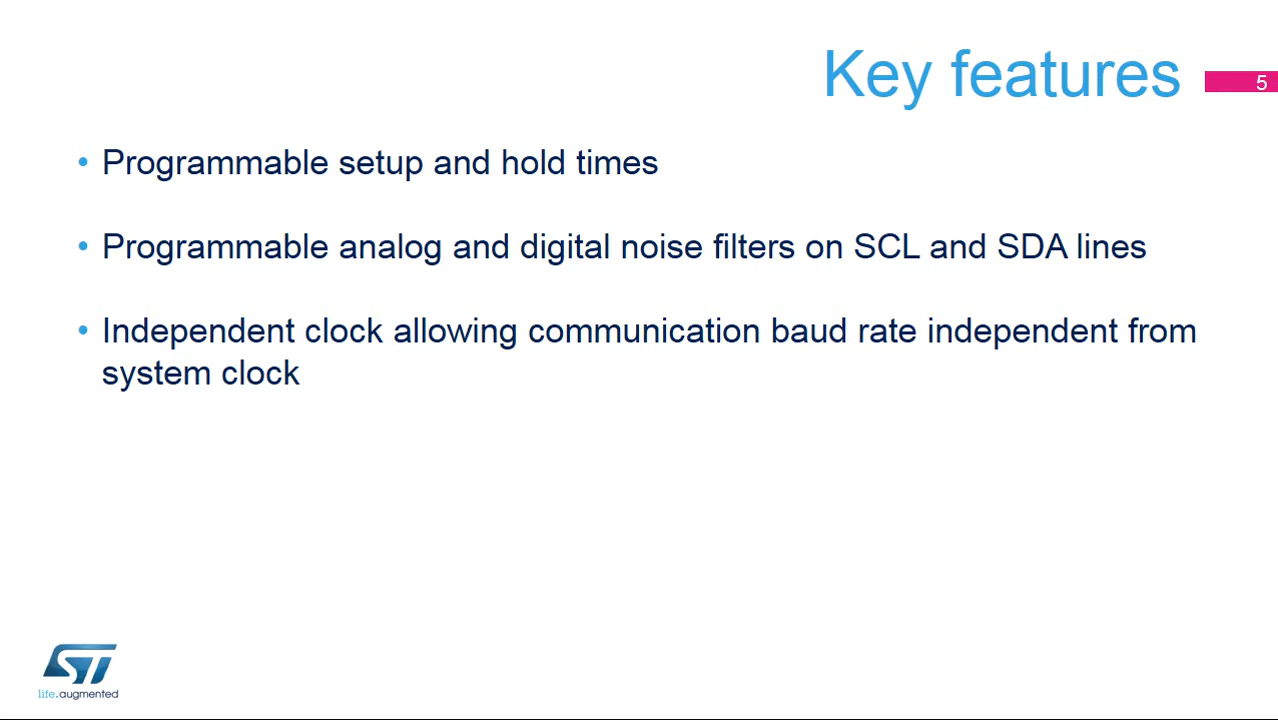 Key features
5
• Programmable setup and hold times
• Programmable analog and digital noise filters on SCL and SDA lines
• Independent clock allowing communication baud rate independent from
system clock
ST
life.augmented